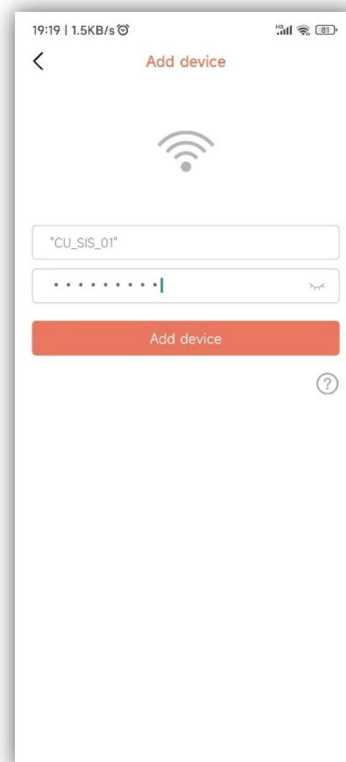 19:19 | 1.5KB/s
81
Add device
"CU_SIS_01"
•••••••••
Add device
?